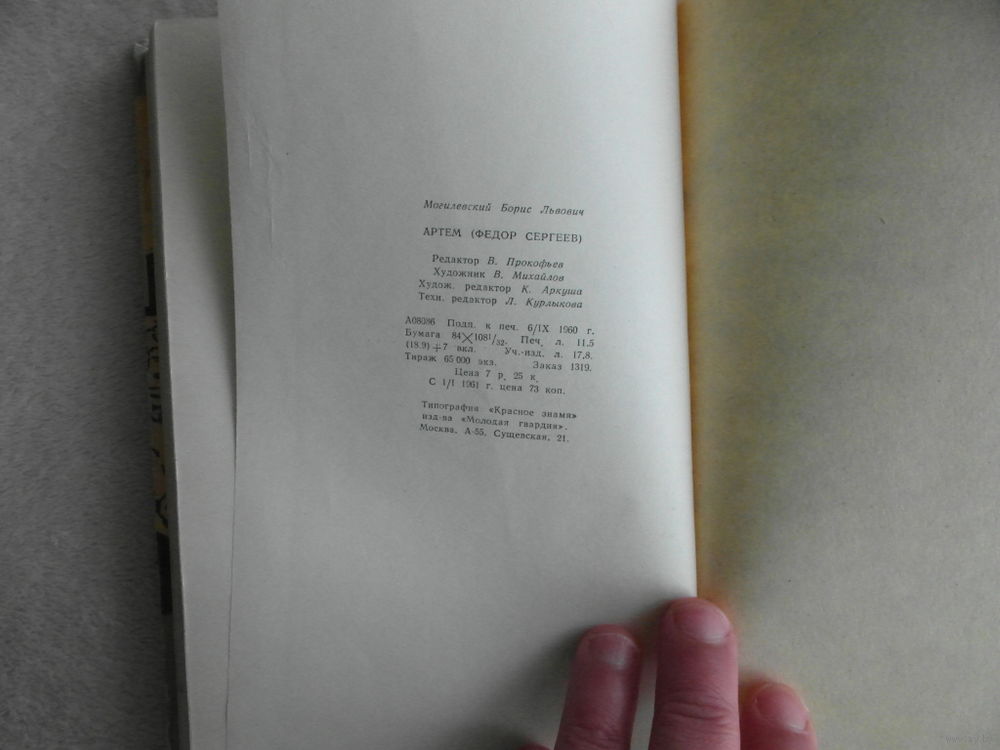 Могилевский Борис Львович
АРТЕМ (ФЕДОР СЕРГЕЕВ)
Редактор В. Прокофьев
Художник В. Михайлов
Худож. редактор К. Аркуша
Техн. редактор Л. Курлыкова
А08086 Подп. к печ. 6/IX 1960 г.
Бумага 84×108¹/₃₂. Печ. л. 11,5
(18.9)+7 вкл. Уч.-изд. л. 17,8.
Тираж 65 000 экз. Заказ 1319.
Цена 7 р. 25 к.
С 1/I 1961 г. цена 73 коп.
Типография «Красное знамя»
изд-ва «Молодая гвардия».
Москва, А-55, Сущевская, 21.